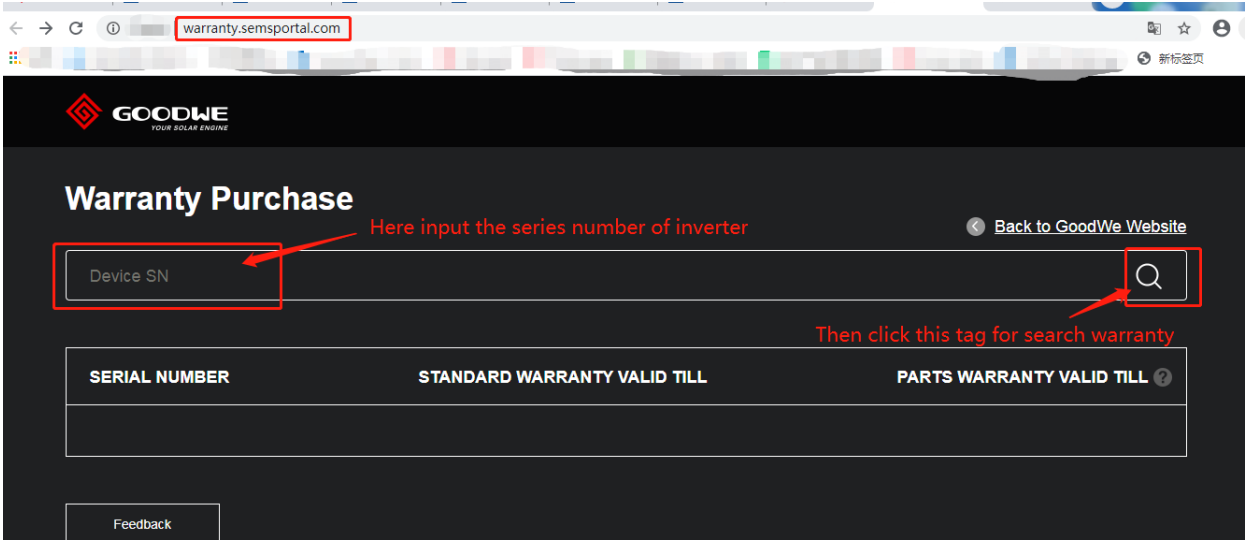 warranty.semsportal.com
新标签页
GOODWE
YOUR SOLAR ENGINE
Warranty Purchase
Here input the series number of inverter
Back to GoodWe Website
Device SN
Then click this tag for search warranty
SERIAL NUMBER STANDARD WARRANTY VALID TILL PARTS WARRANTY VALID TILL ?
Feedback